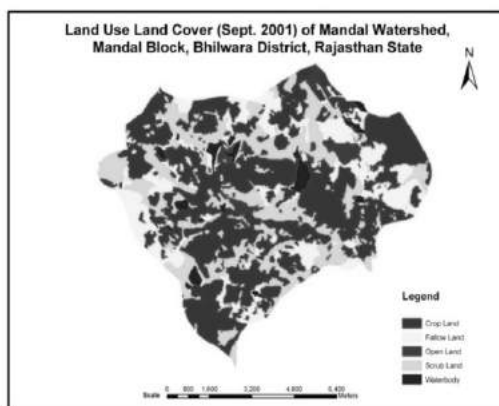 Land Use Land Cover (Sept. 2001) of Mandal Watershed,
Mandal Block, Bhilwara District, Rajasthan State
N
Legend
Crop Land
Fallow Land
Open Land
Scrub Land
Waterbody
Scale 0 800 1,600 3,200 4,800 6,400
Meters